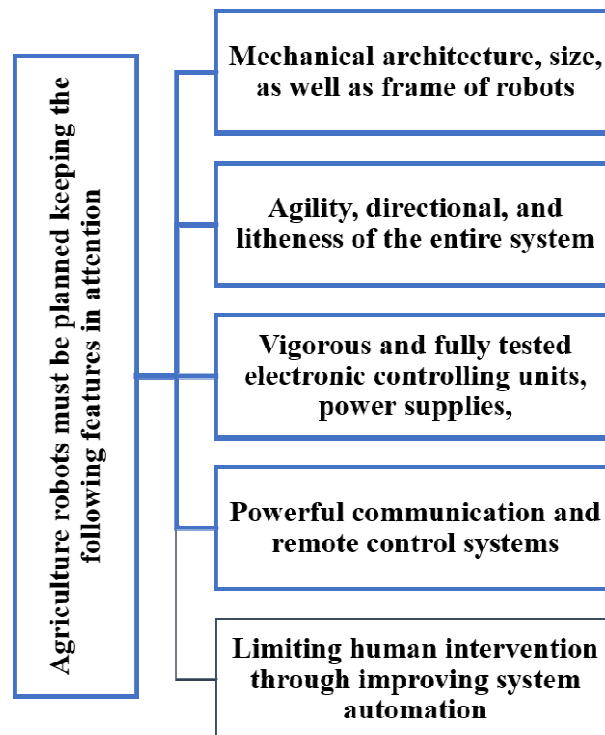 Agriculture robots must be planned keeping the
following features in attention
Mechanical architecture, size,
as well as frame of robots
Agility, directional, and
litheness of the entire system
Vigorous and fully tested
electronic controlling units,
power supplies,
Powerful communication and
remote control systems
Limiting human intervention
through improving system
automation